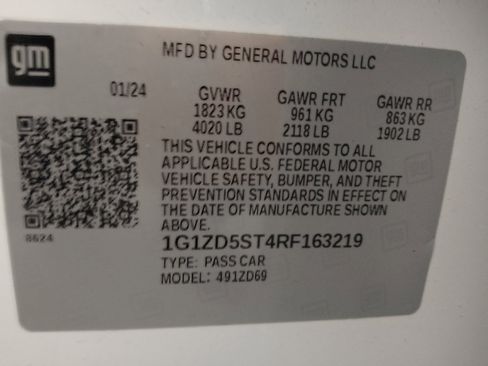 gm
MFD BY GENERAL MOTORS LLC
01/24
GVWR GAWR FRT GAWR RR
1823 KG 961 KG 863 KG
4020 LB 2118 LB 1902 LB
THIS VEHICLE CONFORMS TO ALL
APPLICABLE U.S. FEDERAL MOTOR
VEHICLE SAFETY, BUMPER, AND THEFT
PREVENTION STANDARDS IN EFFECT ON
THE DATE OF MANUFACTURE SHOWN
ABOVE.
8624
1G1ZD5ST4RF163219
TYPE: PASS CAR
MODEL: 491ZD69